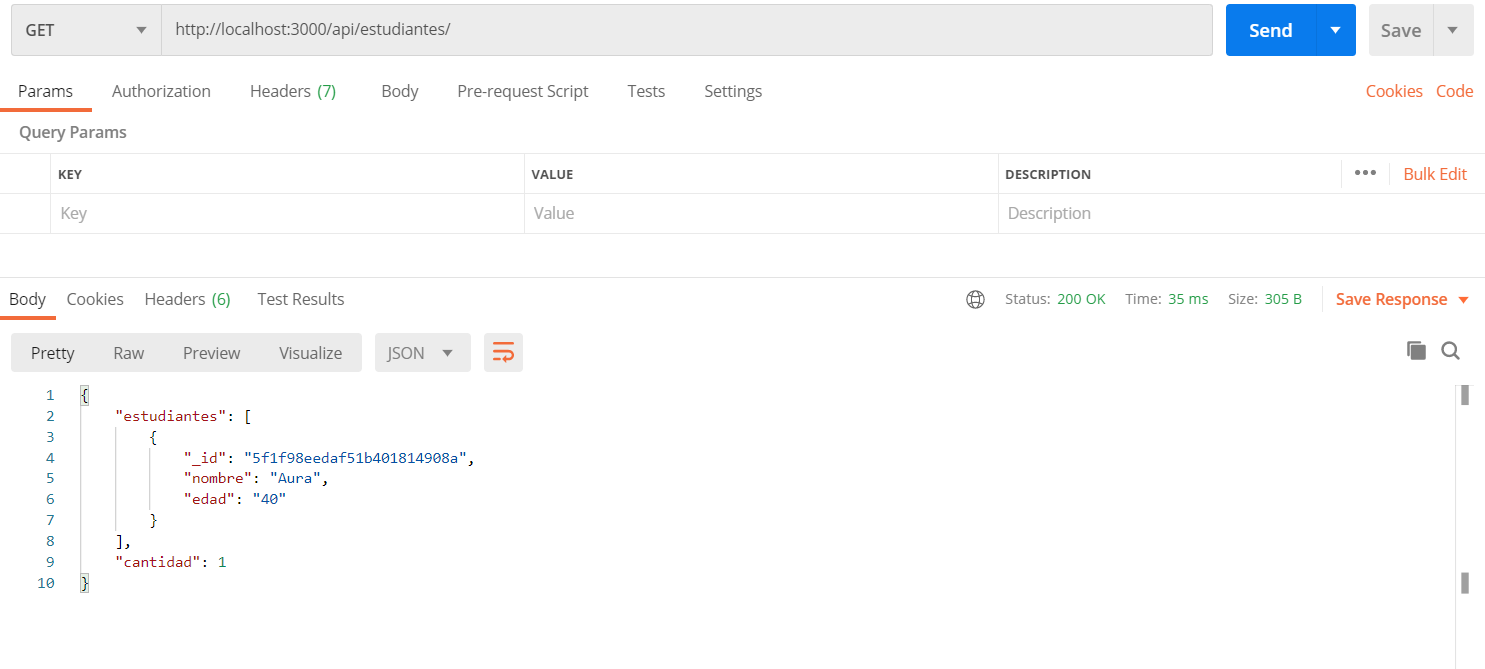 GET http://localhost:3000/api/estudiantes/ Send Save
Params Authorization Headers (7) Body Pre-request Script Tests Settings Cookies Code
Query Params
KEY VALUE DESCRIPTION ••• Bulk Edit
Key Value Description
Body Cookies Headers (6) Test Results Status: 200 OK Time: 35 ms Size: 305 B Save Response
Pretty Raw Preview Visualize JSON
1 {
2 "estudiantes": [
3 {
4 "_id": "5f1f98eedaf51b401814908a",
5 "nombre": "Aura",
6 "edad": "40"
7 }
8 ],
9 "cantidad": 1
10 }